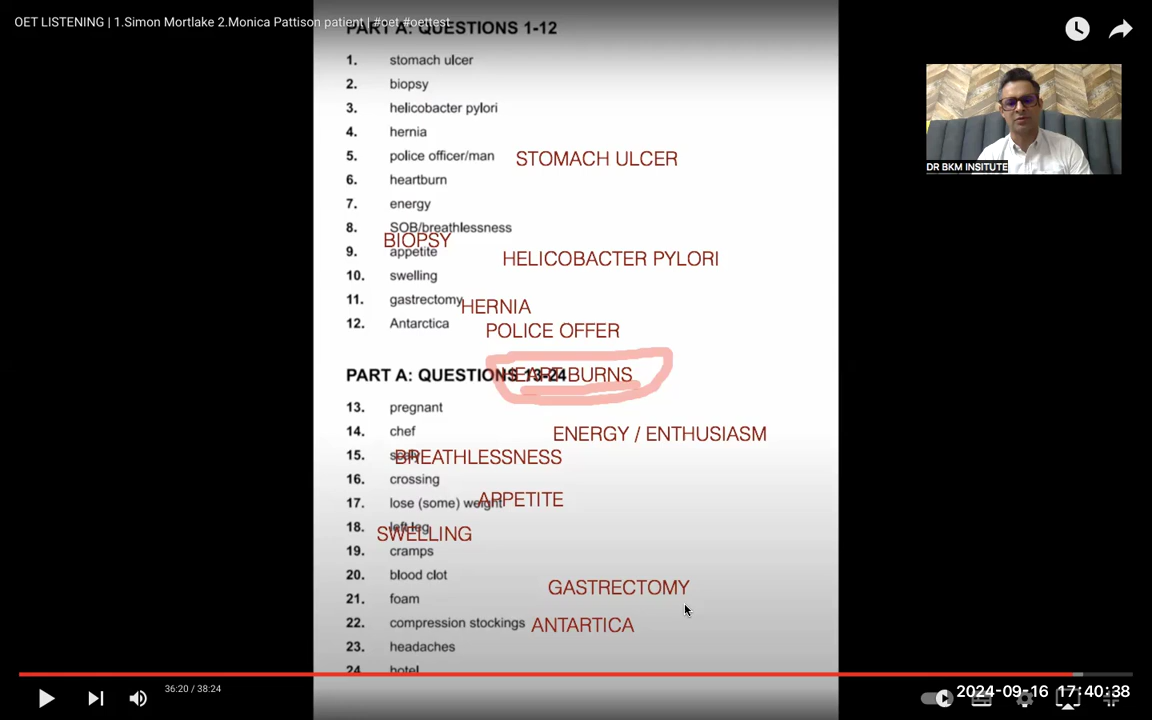 OET LISTENING | 1.Simon Mortlake 2.Monica Pattison patient | #oet #oettest
PART A: QUESTIONS 1-12
1. stomach ulcer
2. biopsy
3. helicobacter pylori
4. hernia
5. police officer/man
STOMACH ULCER
6. heartburn
7. energy
8. SOB/breathlessness
BIOPSY
9. appetite
HELICOBACTER PYLORI
10. swelling
11. gastrectomy
HERNIA
12. Antarctica
POLICE OFFER
PART A: QUESTIONS 13-24
HEART BURNS
13. pregnant
14. chef
ENERGY / ENTHUSIASM
15.
BREATHLESSNESS
16. crossing
17. lose (some) weight
APPETITE
18. left leg
SWELLING
19. cramps
20. blood clot
GASTRECTOMY
21. foam
22. compression stockings
ANTARTICA
23. headaches
24. hotel
DR BKM INSITUTE
36:20 / 38:24
2024-09-16 17:40:38